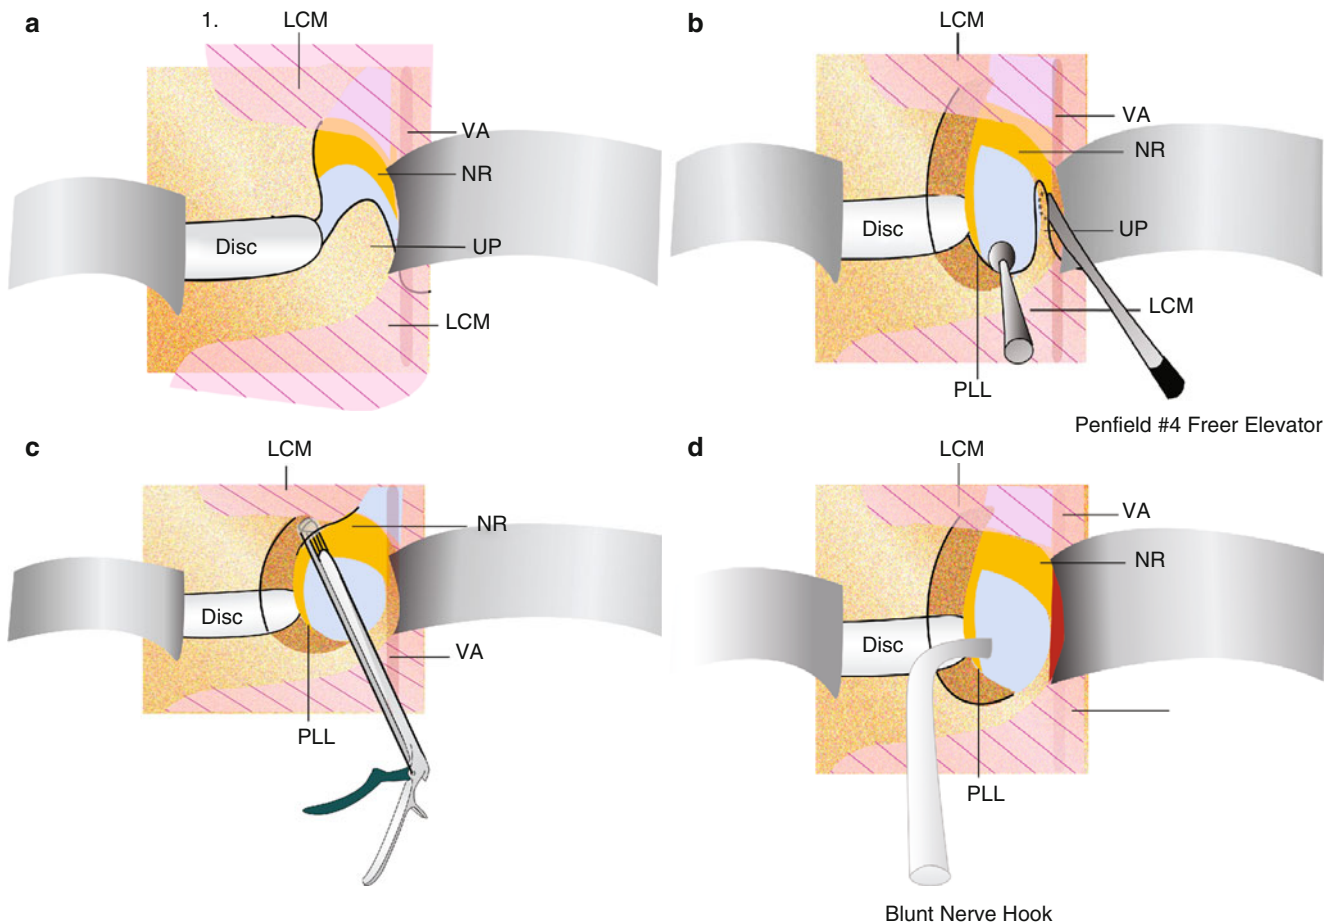 a
1.
LCM
VA
NR
Disc
UP
LCM
b
LCM
VA
NR
Disc
UP
LCM
PLL
Penfield #4 Freer Elevator
c
LCM
NR
Disc
VA
PLL
d
LCM
VA
NR
Disc
PLL
Blunt Nerve Hook